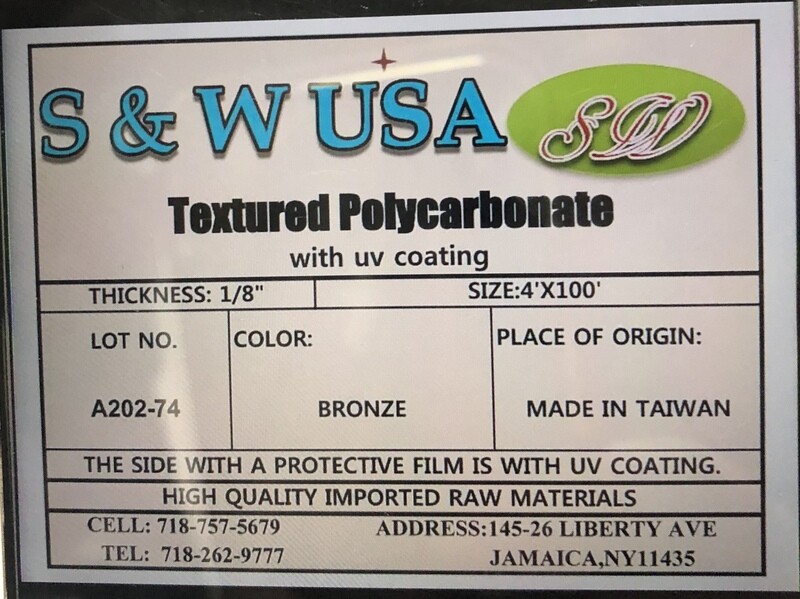 S & W USA SW
Textured Polycarbonate
with uv coating
THICKNESS: 1/8" SIZE:4'X100'
LOT NO. COLOR: PLACE OF ORIGIN:
A202-74 BRONZE MADE IN TAIWAN
THE SIDE WITH A PROTECTIVE FILM IS WITH UV COATING.
HIGH QUALITY IMPORTED RAW MATERIALS
CELL: 718-757-5679 ADDRESS:145-26 LIBERTY AVE
TEL: 718-262-9777 JAMAICA,NY11435